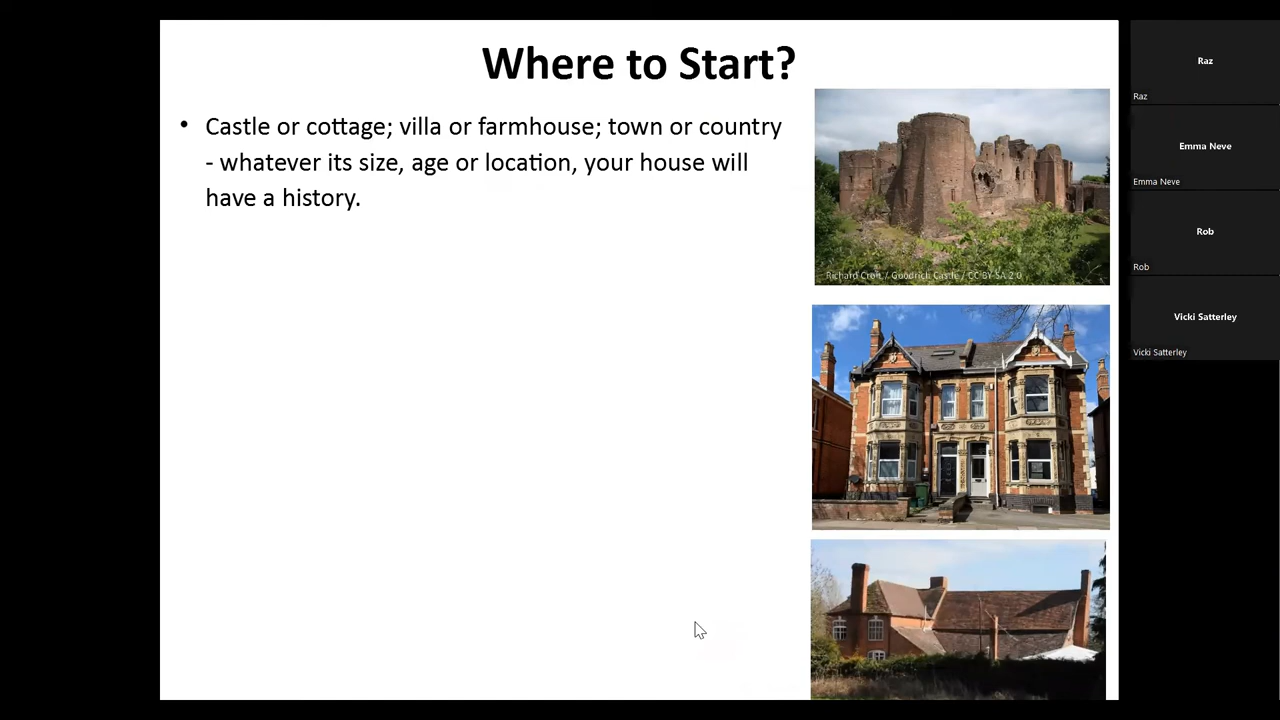 Where to Start?
• Castle or cottage; villa or farmhouse; town or country
- whatever its size, age or location, your house will
have a history.
Richard Croft / Goodrich Castle / CC BY-SA 2.0
Raz
Raz
Emma Neve
Emma Neve
Rob
Rob
Vicki Satterley
Vicki Satterley